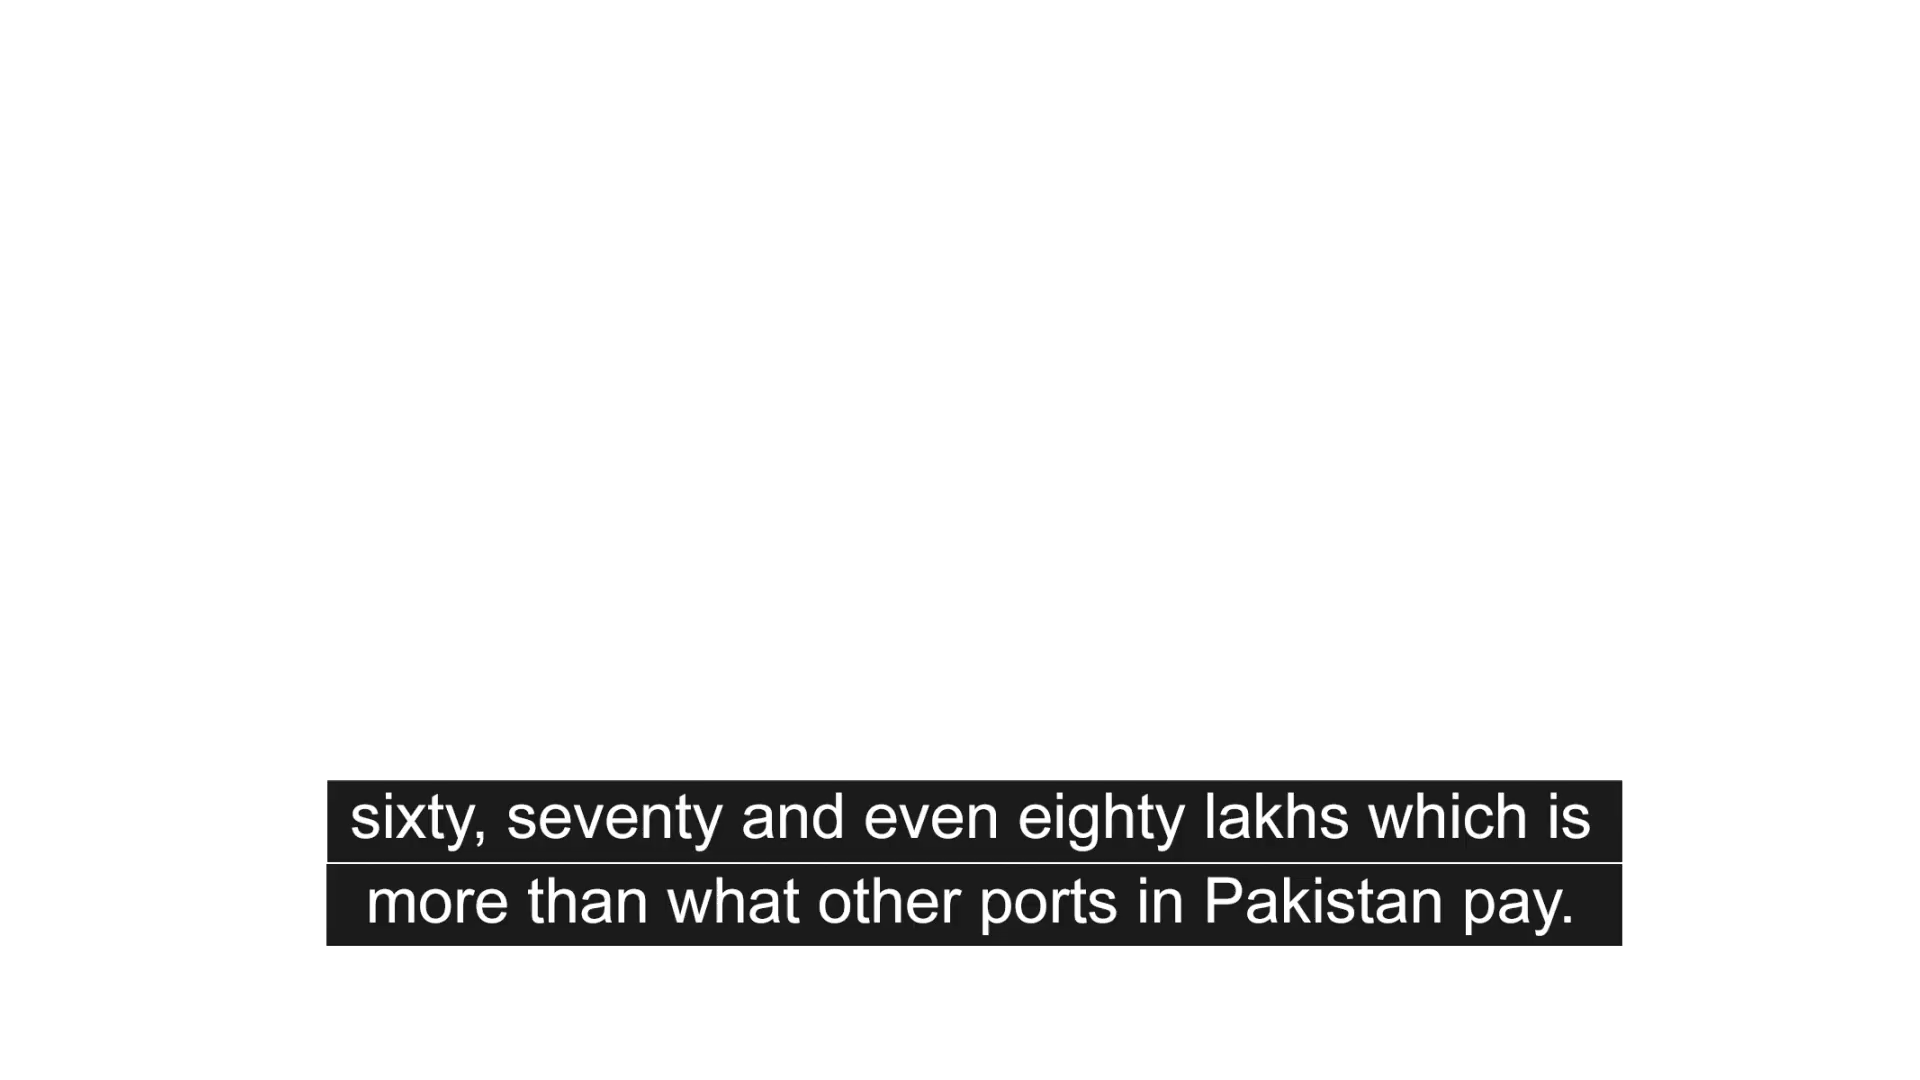 sixty, seventy and even eighty lakhs which is
more than what other ports in Pakistan pay.